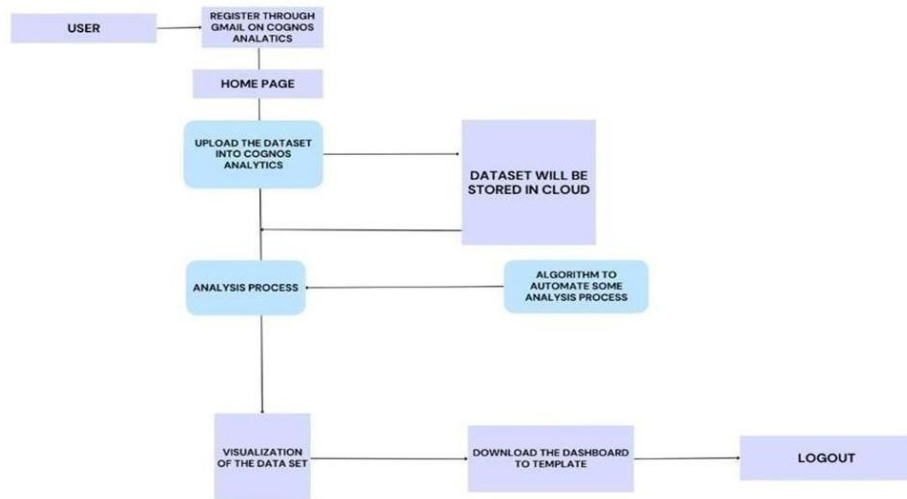 USER
REGISTER THROUGH
GMAIL ON COGNOS
ANALATICS
HOME PAGE
UPLOAD THE DATASET
INTO COGNOS
ANALYTICS
DATASET WILL BE
STORED IN CLOUD
ANALYSIS PROCESS
ALGORITHM TO
AUTOMATE SOME
ANALYSIS PROCESS
VISUALIZATION
OF THE DATA SET
DOWNLOAD THE DASHBOARD
TO TEMPLATE
LOGOUT